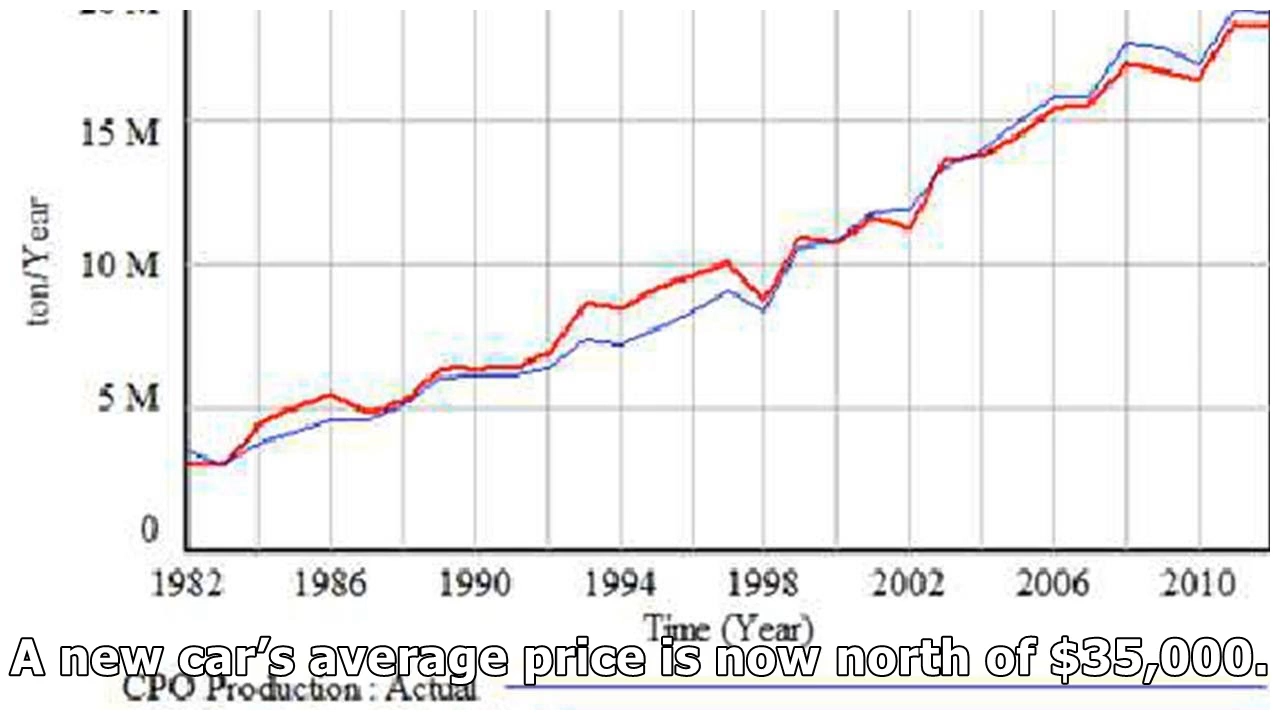 20 M
15 M
10 M
5 M
0
ton/Year
1982 1986 1990 1994 1998 2002 2006 2010
Time (Year)
A new car’s average price is now north of $35,000.
CPO Production : Actual